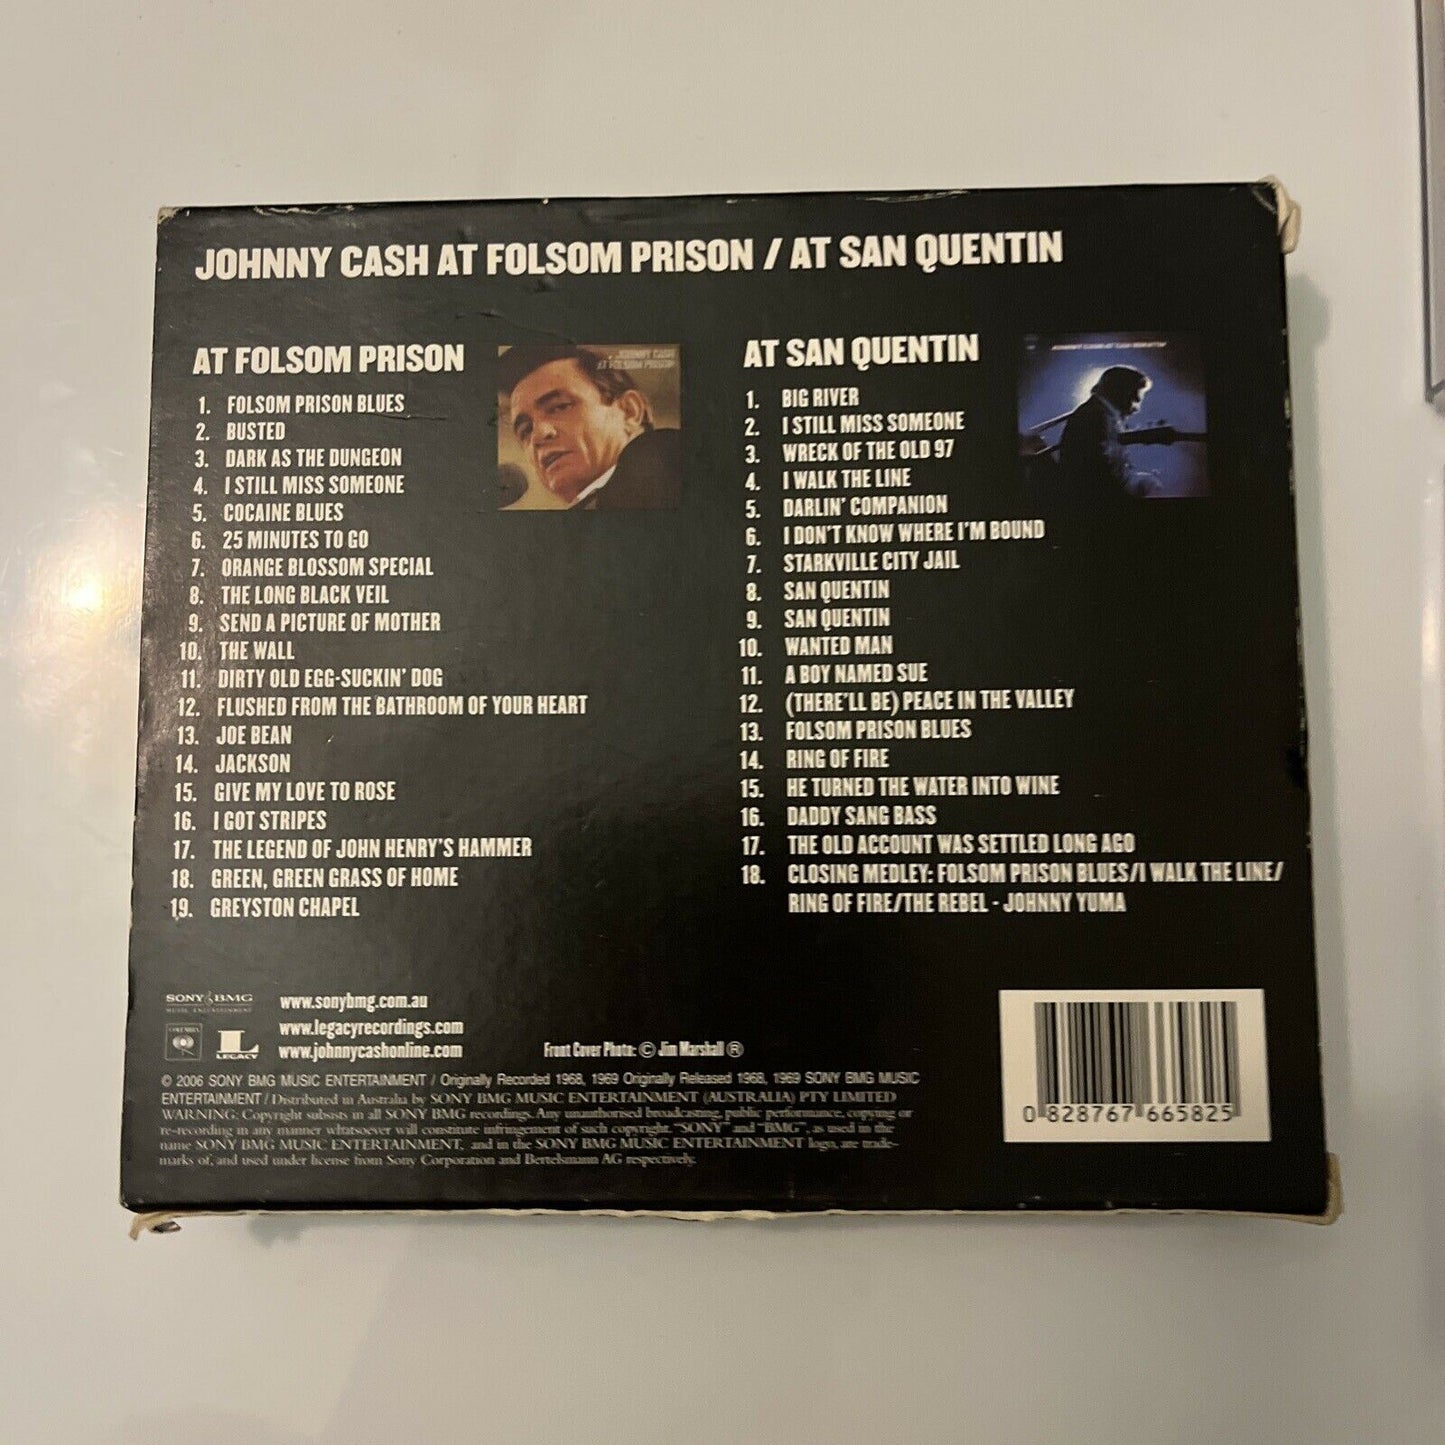 JOHNNY CASH AT FOLSOM PRISON / AT SAN QUENTIN
AT FOLSOM PRISON
1. FOLSOM PRISON BLUES
2. BUSTED
3. DARK AS THE DUNGEON
4. I STILL MISS SOMEONE
5. COCAINE BLUES
6. 25 MINUTES TO GO
7. ORANGE BLOSSOM SPECIAL
8. THE LONG BLACK VEIL
9. SEND A PICTURE OF MOTHER
10. THE WALL
11. DIRTY OLD EGG-SUCKIN' DOG
12. FLUSHED FROM THE BATHROOM OF YOUR HEART
13. JOE BEAN
14. JACKSON
15. GIVE MY LOVE TO ROSE
16. I GOT STRIPES
17. THE LEGEND OF JOHN HENRY'S HAMMER
18. GREEN, GREEN GRASS OF HOME
19. GREYSTON CHAPEL
JOHNNY CASH
AT FOLSOM PRISON
AT SAN QUENTIN
1. BIG RIVER
2. I STILL MISS SOMEONE
3. WRECK OF THE OLD 97
4. I WALK THE LINE
5. DARLIN' COMPANION
6. I DON'T KNOW WHERE I'M BOUND
7. STARKVILLE CITY JAIL
8. SAN QUENTIN
9. SAN QUENTIN
10. WANTED MAN
11. A BOY NAMED SUE
12. (THERE'LL BE) PEACE IN THE VALLEY
13. FOLSOM PRISON BLUES
14. RING OF FIRE
15. HE TURNED THE WATER INTO WINE
16. DADDY SANG BASS
17. THE OLD ACCOUNT WAS SETTLED LONG AGO
18. CLOSING MEDLEY: FOLSOM PRISON BLUES/I WALK THE LINE/
RING OF FIRE/THE REBEL - JOHNNY YUMA
JOHNNY CASH AT SAN QUENTIN
SONY BMG
MUSIC ENTERTAINMENT
www.sonybmg.com.au
COLUMBIA
L
LEGACY
www.legacyrecordings.com
www.johnnycashonline.com
Front Cover Photo: © Jim Marshall ®
© 2006 SONY BMG MUSIC ENTERTAINMENT / Originally Recorded 1968, 1969 Originally Released 1968, 1969 SONY BMG MUSIC
ENTERTAINMENT / Distributed in Australia by SONY BMG MUSIC ENTERTAINMENT (AUSTRALIA) PTY LIMITED
WARNING: Copyright subsists in all SONY BMG recordings. Any unauthorised broadcasting, public performance, copying or
re-recording in any manner whatsoever will constitute infringement of such copyright. "SONY" and "BMG", as used in the
name SONY BMG MUSIC ENTERTAINMENT, and in the SONY BMG MUSIC ENTERTAINMENT logo, are trade-
marks of, and used under license from Sony Corporation and Bertelsmann AG respectively.
0 828767 665825